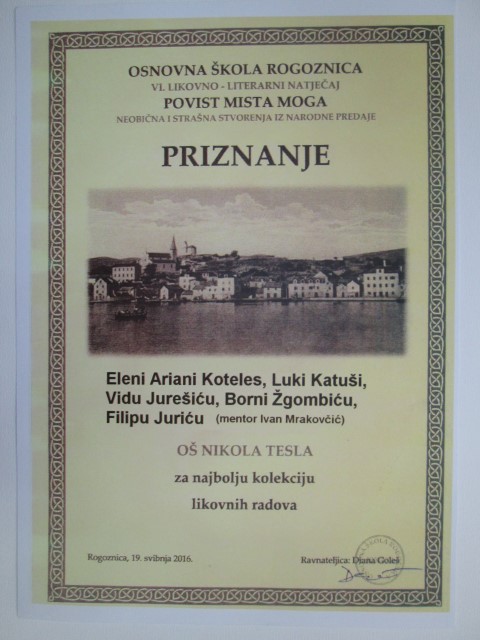 OSNOVNA ŠKOLA ROGOZNICA
VI. LIKOVNO - LITERARNI NATJEČAJ
POVIST MISTA MOGA
NEOBIČNA I STRAŠNA STVORENJA IZ NARODNE PREDAJE
PRIZNANJE
Eleni Ariani Koteles, Luki Katuši,
Vidu Jurešiću, Borni Žgombiću,
Filipu Juriću (mentor Ivan Mrakovčić)
OŠ NIKOLA TESLA
za najbolju kolekciju
likovnih radova
Rogoznica, 19. svibnja 2016.
Ravnateljica: Diana Goleš